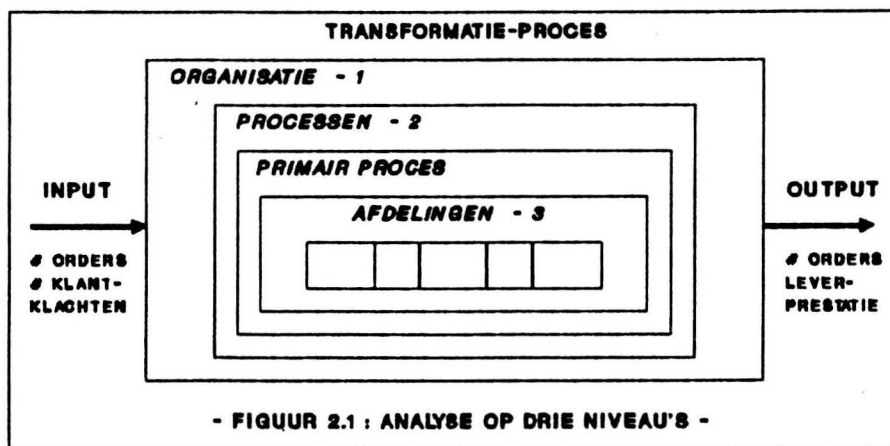 TRANSFORMATIE-PROCES
ORGANISATIE - 1
PROCESSEN - 2
PRIMAIR PROCES
AFDELINGEN - 3
INPUT
# ORDERS
# KLANT-
KLACHTEN
OUTPUT
# ORDERS
LEVER-
PRESTATIE
- FIGUUR 2.1 : ANALYSE OP DRIE NIVEAU'S -